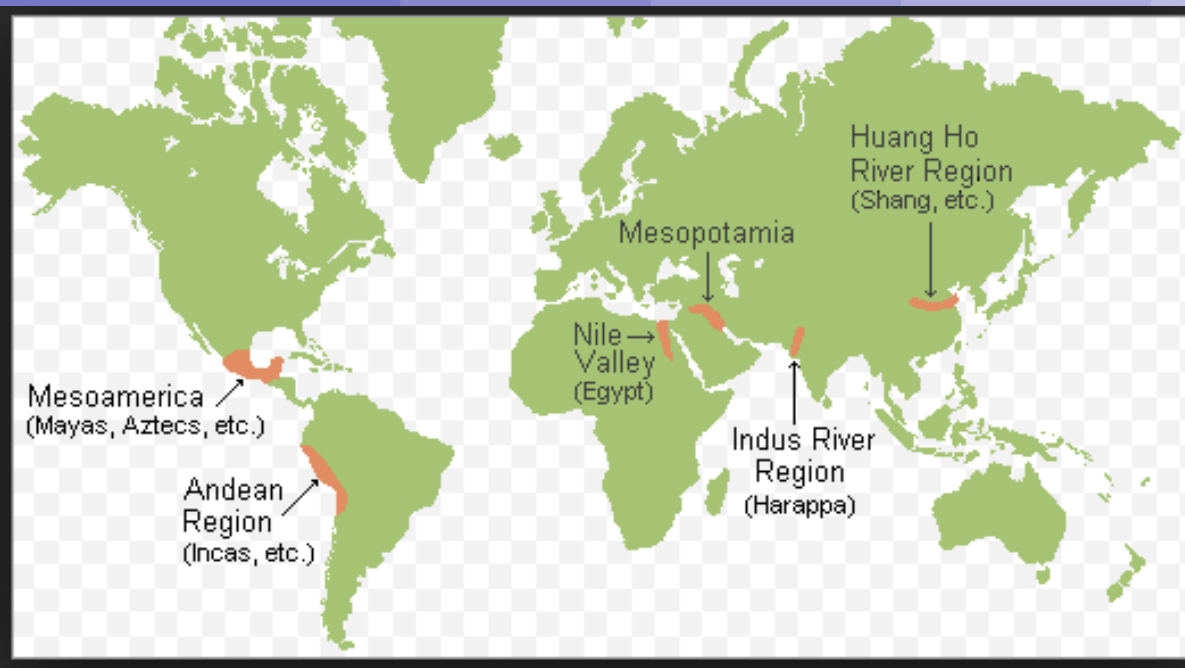 Huang Ho
River Region
(Shang, etc.)
Mesopotamia
Nile
Valley
(Egypt)
Mesoamerica
(Mayas, Aztecs, etc.)
Indus River
Region
(Harappa)
Andean
Region
(Incas, etc.)